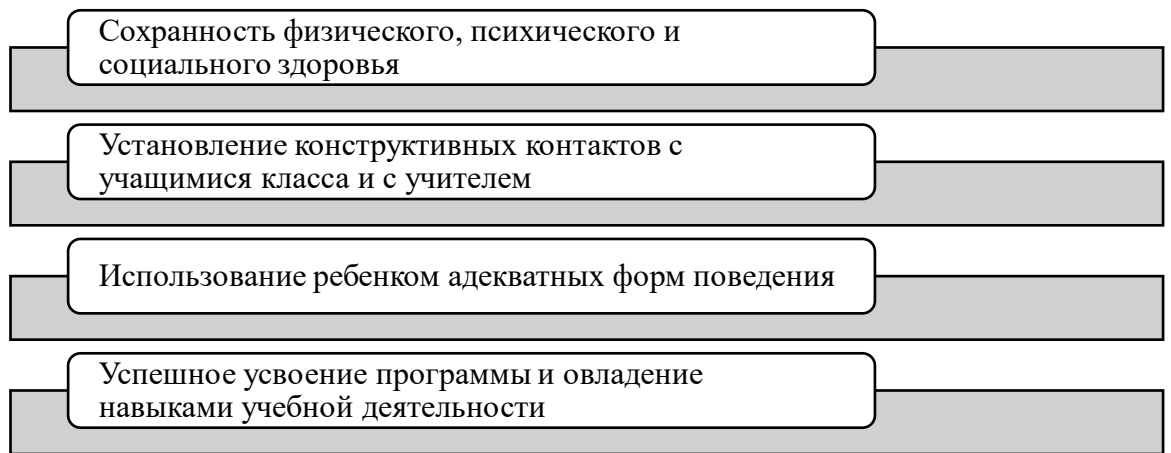 Сохранность физического, психического и
социального здоровья
Установление конструктивных контактов с
учащимися класса и с учителем
Использование ребенком адекватных форм поведения
Успешное усвоение программы и овладение
навыками учебной деятельности